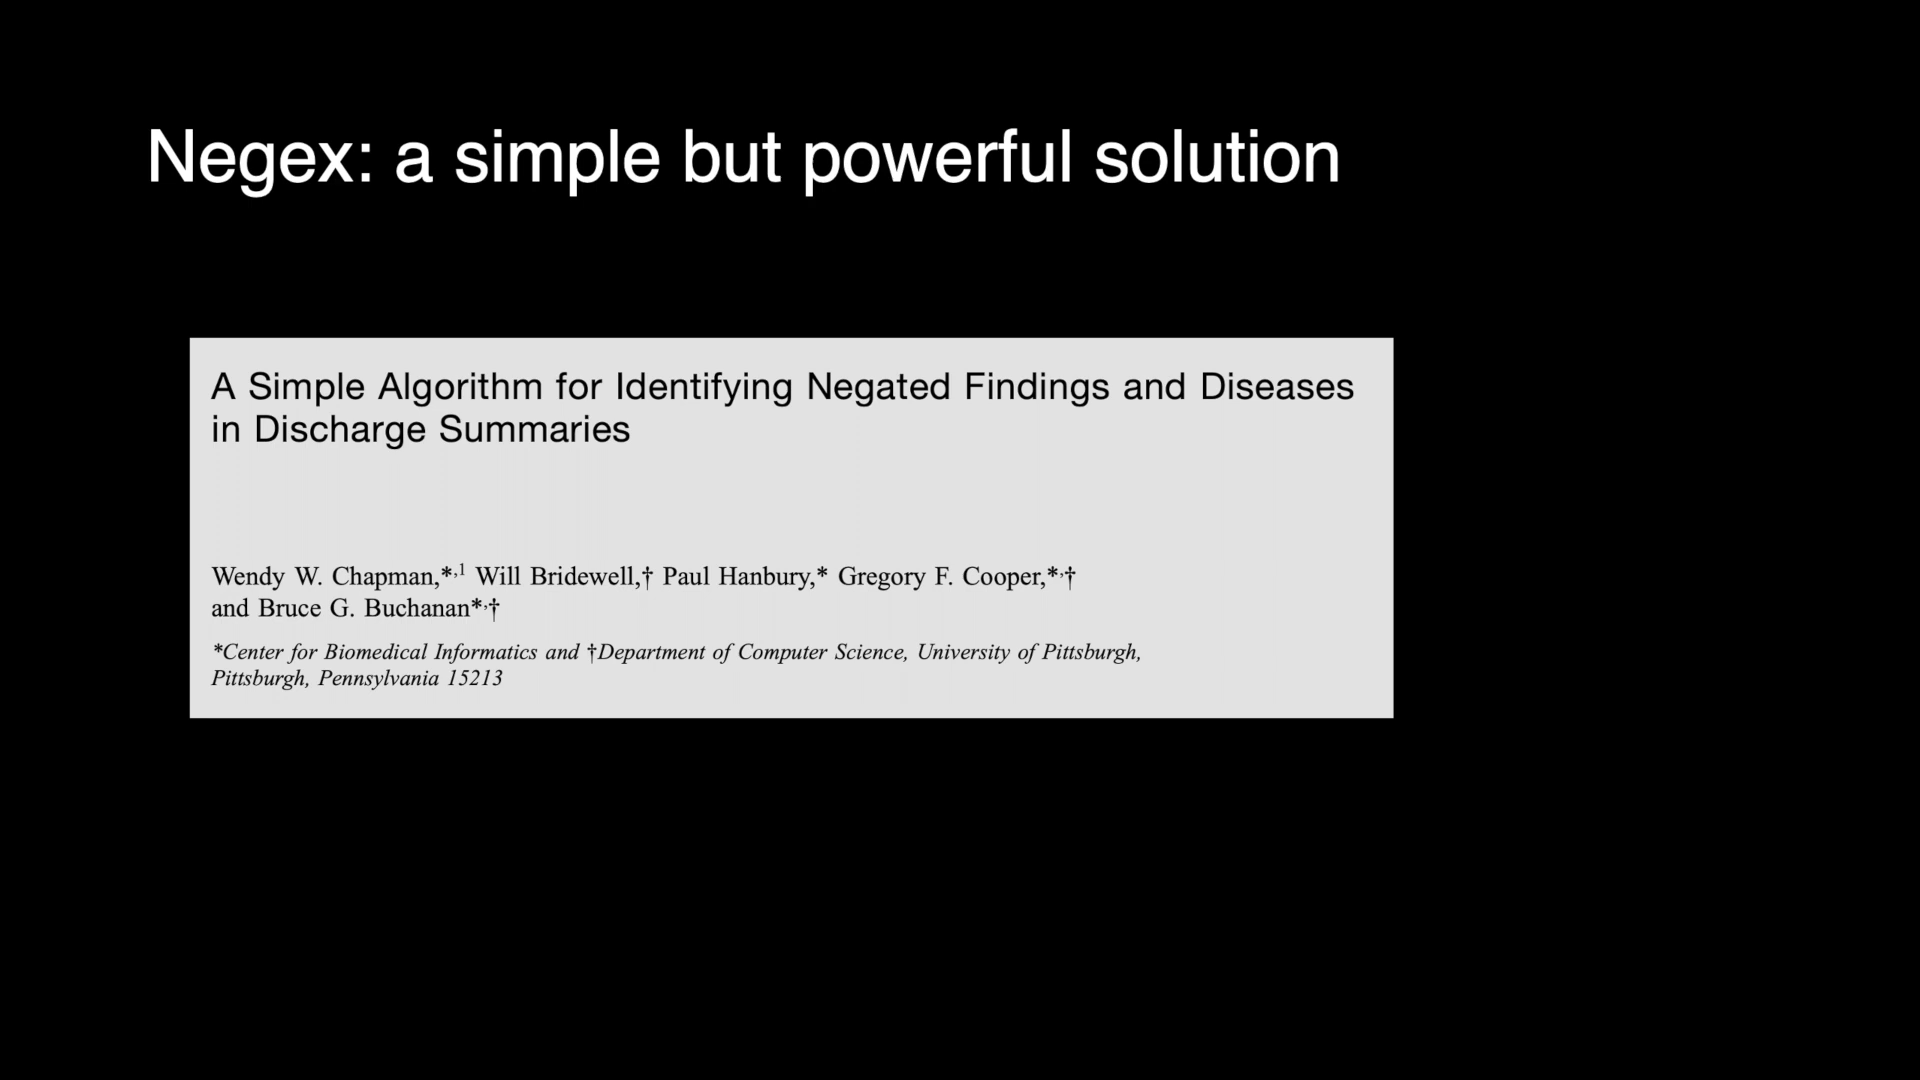 Negex: a simple but powerful solution
A Simple Algorithm for Identifying Negated Findings and Diseases
in Discharge Summaries
Wendy W. Chapman,*,1 Will Bridewell,† Paul Hanbury,* Gregory F. Cooper,*,†
and Bruce G. Buchanan*,†
*Center for Biomedical Informatics and †Department of Computer Science, University of Pittsburgh,
Pittsburgh, Pennsylvania 15213